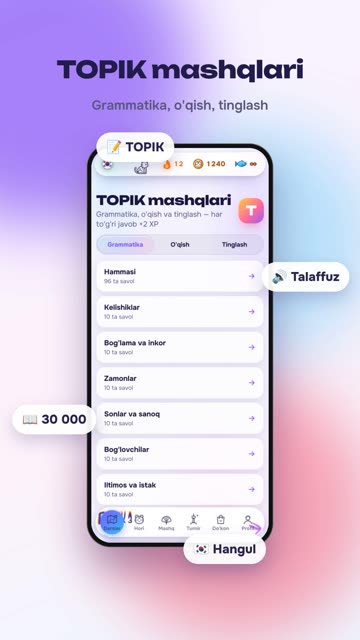 TOPIK mashqlari
Grammatika, o'qish, tinglash
📝 TOPIK
12
1 240
∞
TOPIK mashqlari
Grammatika, o'qish va tinglash — har
to'g'ri javob +2 XP
T
Grammatika
O'qish
Tinglash
Hammasi
96 ta savol
🔊 Talaffuz
Kelishiklar
10 ta savol
Bog'lama va inkor
10 ta savol
Zamonlar
10 ta savol
📖 30 000
Sonlar va sanoq
10 ta savol
Bog'lovchilar
10 ta savol
Iltimos va istak
10 ta savol
Darslar
Hori
Mashq
Tumir
Do'kon
🇰🇷 Hangul